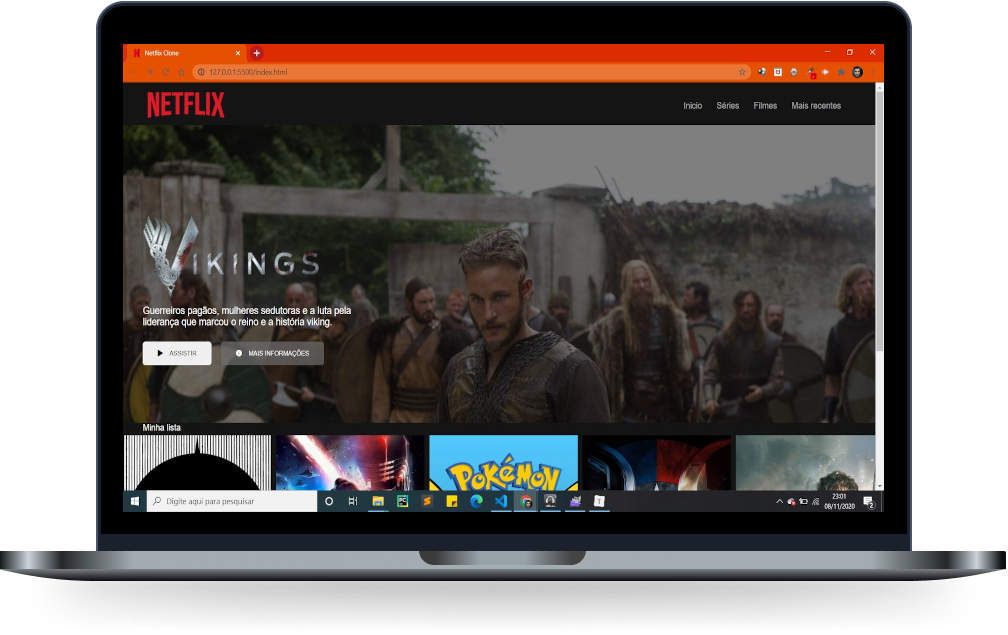 Netflix Clone
127.0.0.1:5500/index.html
NETFLIX
Inicio Séries Filmes Mais recentes
VIKINGS
Guerreiros pagãos, mulheres sedutoras e a luta pela
liderança que marcou o reino e a história viking.
ASSISTIR MAIS INFORMAÇÕES
Minha lista
POKéMON
Digite aqui para pesquisar
PC
23:01
08/11/2020
2